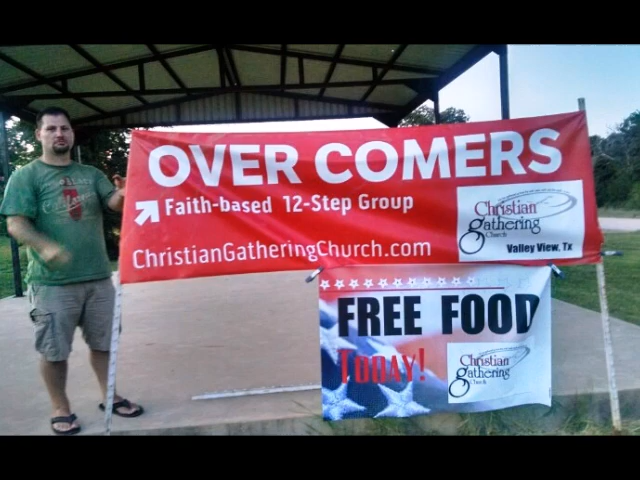 OVER COMERS
Faith-based 12-Step Group
ChristianGatheringChurch.com
Christian
gathering
Church
Valley View, Tx
FREE FOOD
TODAY!
Christian
gathering
Church